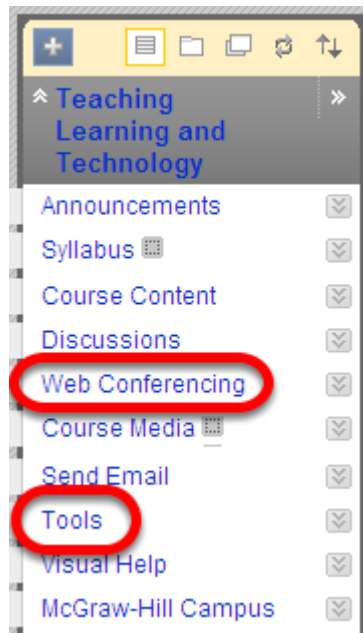 Teaching
Learning and
Technology
Announcements
Syllabus
Course Content
Discussions
Web Conferencing
Course Media
Send Email
Tools
Visual Help
McGraw-Hill Campus